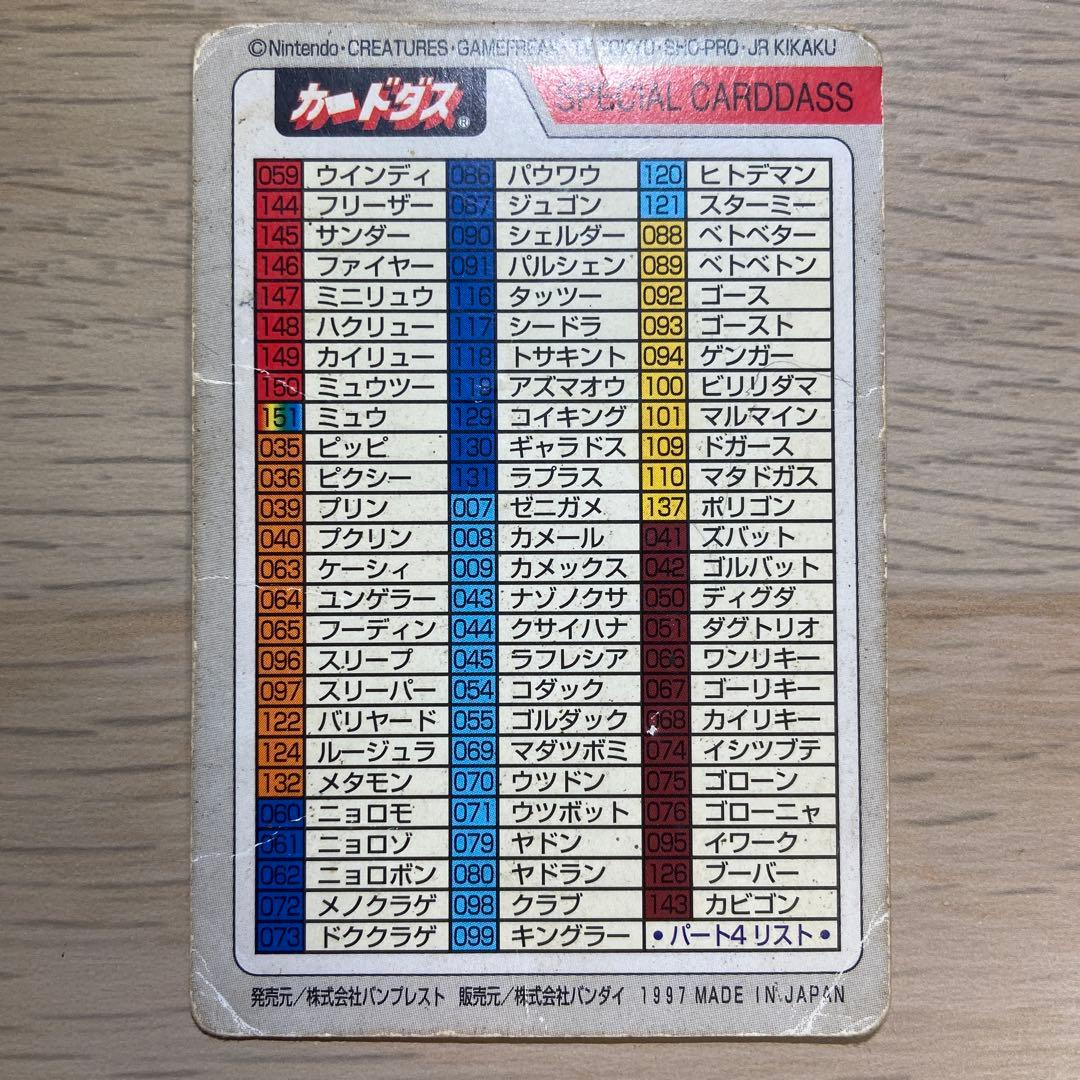 ©Nintendo・CREATURES・GAMEFREAK・TV TOKYO・SHO-PRO・JR KIKAKU
カードダス®
SPECIAL CARDDASS
059 ウインディ 086 パウワウ 120 ヒトデマン
144 フリーザー 087 ジュゴン 121 スターミー
145 サンダー 090 シェルダー 088 ベトベター
146 ファイヤー 091 パルシェン 089 ベトベトン
147 ミニリュウ 116 タッツー 092 ゴース
148 ハクリュー 117 シードラ 093 ゴースト
149 カイリュー 118 トサキント 094 ゲンガー
150 ミュウツー 119 アズマオウ 100 ビリリダマ
151 ミュウ 129 コイキング 101 マルマイン
035 ピッピ 130 ギャラドス 109 ドガース
036 ピクシー 131 ラプラス 110 マタドガス
039 プリン 007 ゼニガメ 137 ポリゴン
040 プクリン 008 カメール 041 ズバット
063 ケーシィ 009 カメックス 042 ゴルバット
064 ユンゲラー 043 ナゾノクサ 050 ディグダ
065 フーディン 044 クサイハナ 051 ダグトリオ
096 スリープ 045 ラフレシア 066 ワンリキー
097 スリーパー 054 コダック 067 ゴーリキー
122 バリヤード 055 ゴルダック 068 カイリキー
124 ルージュラ 069 マダツボミ 074 イシツブテ
132 メタモン 070 ウツドン 075 ゴローン
060 ニョロモ 071 ウツボット 076 ゴローニャ
061 ニョロゾ 079 ヤドン 095 イワーク
062 ニョロボン 080 ヤドラン 126 ブーバー
072 メノクラゲ 098 クラブ 143 カビゴン
073 ドククラゲ 099 キングラー •パート4 リスト•
発売元/株式会社バンプレスト 販売元/株式会社バンダイ 1997 MADE IN JAPAN